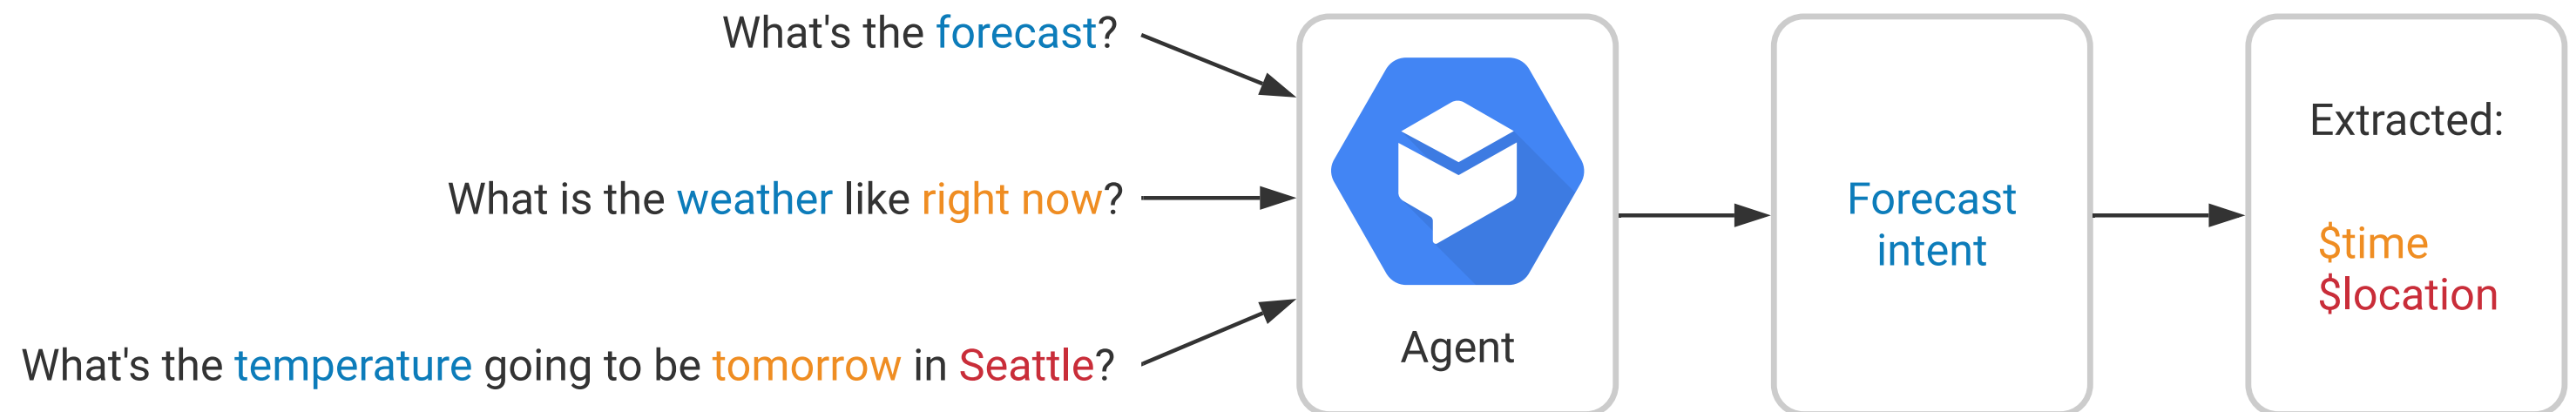 What's the forecast?
What is the weather like right now?
What's the temperature going to be tomorrow in Seattle?
Agent
Forecast
intent
Extracted:
$time
$location